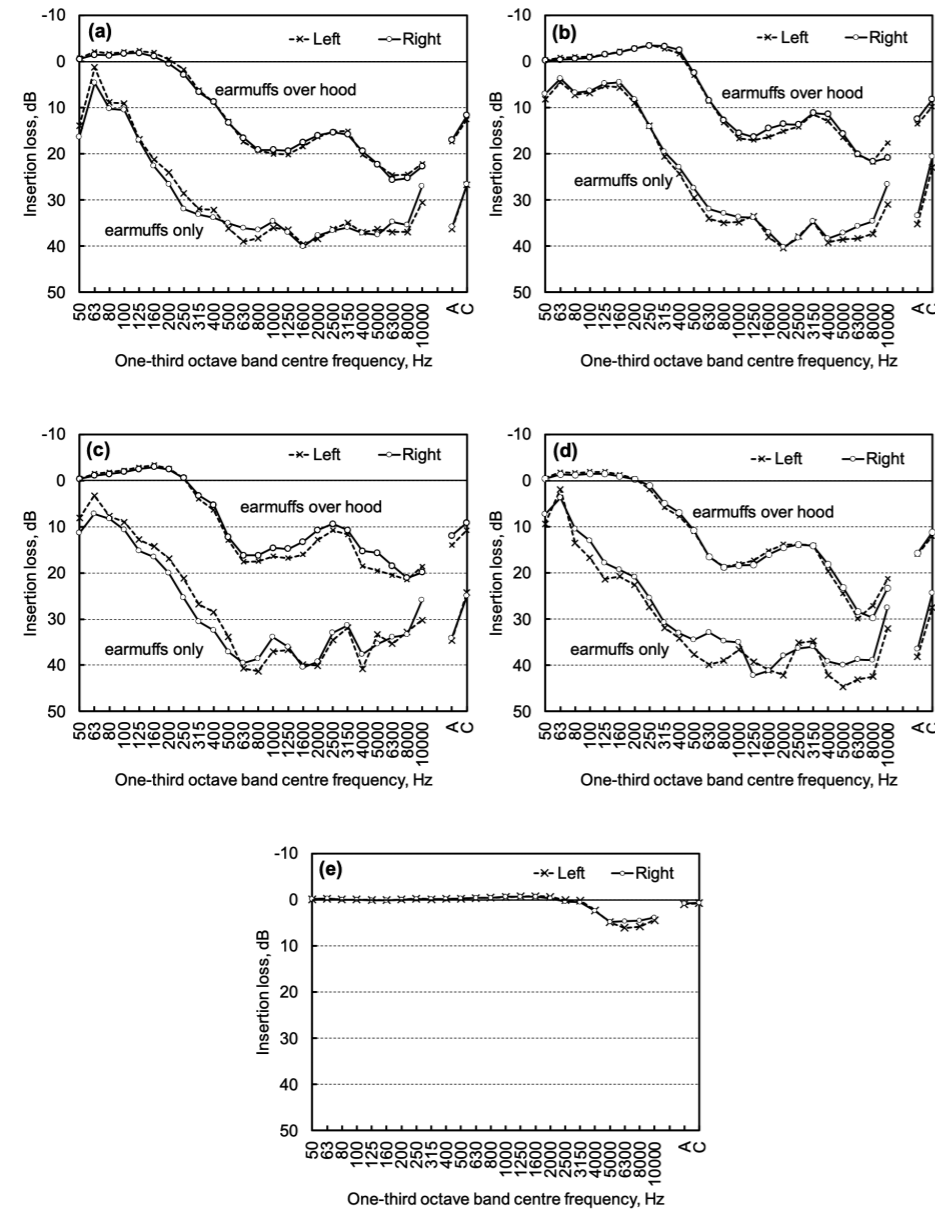 (a)
Left
Right
earmuffs over hood
earmuffs only
Insertion loss, dB
-10
0
10
20
30
40
50
50 63 80 100 125 160 200 250 315 400 500 630 800 1000 1250 1600 2000 2500 3150 4000 5000 6300 8000 10000 A C
One-third octave band centre frequency, Hz
(b)
Left
Right
earmuffs over hood
earmuffs only
Insertion loss, dB
-10
0
10
20
30
40
50
50 63 80 100 125 160 200 250 315 400 500 630 800 1000 1250 1600 2000 2500 3150 4000 5000 6300 8000 10000 A C
One-third octave band centre frequency, Hz
(c)
Left
Right
earmuffs over hood
earmuffs only
Insertion loss, dB
-10
0
10
20
30
40
50
50 63 80 100 125 160 200 250 315 400 500 630 800 1000 1250 1600 2000 2500 3150 4000 5000 6300 8000 10000 A C
One-third octave band centre frequency, Hz
(d)
Left
Right
earmuffs over hood
earmuffs only
Insertion loss, dB
-10
0
10
20
30
40
50
50 63 80 100 125 160 200 250 315 400 500 630 800 1000 1250 1600 2000 2500 3150 4000 5000 6300 8000 10000 A C
One-third octave band centre frequency, Hz
(e)
Left
Right
Insertion loss, dB
-10
0
10
20
30
40
50
50 63 80 100 125 160 200 250 315 400 500 630 800 1000 1250 1600 2000 2500 3150 4000 5000 6300 8000 10000 A C
One-third octave band centre frequency, Hz